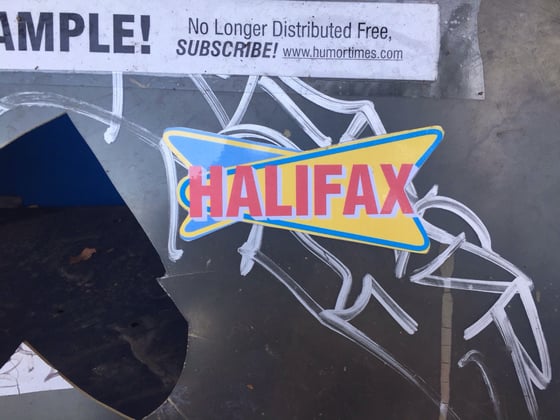 AMPLE!
No Longer Distributed Free,
SUBSCRIBE! www.humortimes.com
HALIFAX